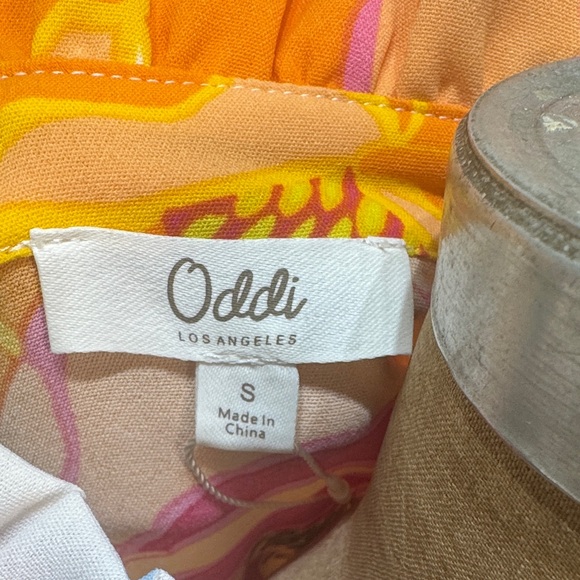 Oddi
LOS ANGELES
S
Made In
China